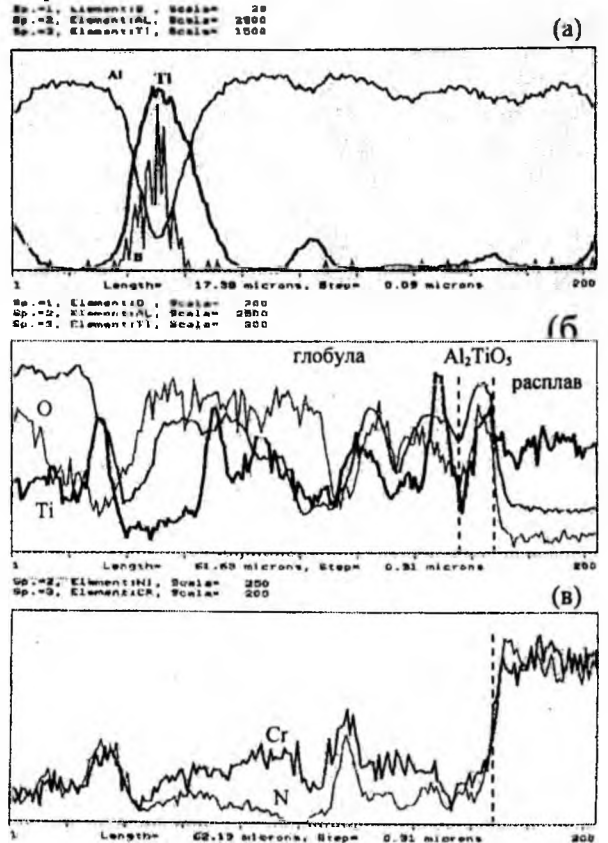 Sp.=1, Element:B , Scale= 20
Sp.=2, Element:AL, Scale= 2500
Sp.=3, Element:TI, Scale= 1500
(а)
Al Ti
B
1 Length= 17.38 microns, Step= 0.09 microns 200
Sp.=1, Element:O , Scale= 200
Sp.=2, Element:AL, Scale= 2500
Sp.=3, Element:TI, Scale= 300
(б
глобула Al₂TiO₅
расплав
O
Ti
1 Length= 61.63 microns, Step= 0.31 microns 200
Sp.=2, Element:NI, Scale= 250
Sp.=3, Element:CR, Scale= 200
(в)
Cr
N
1 Length= 62.19 microns, Step= 0.31 microns 200